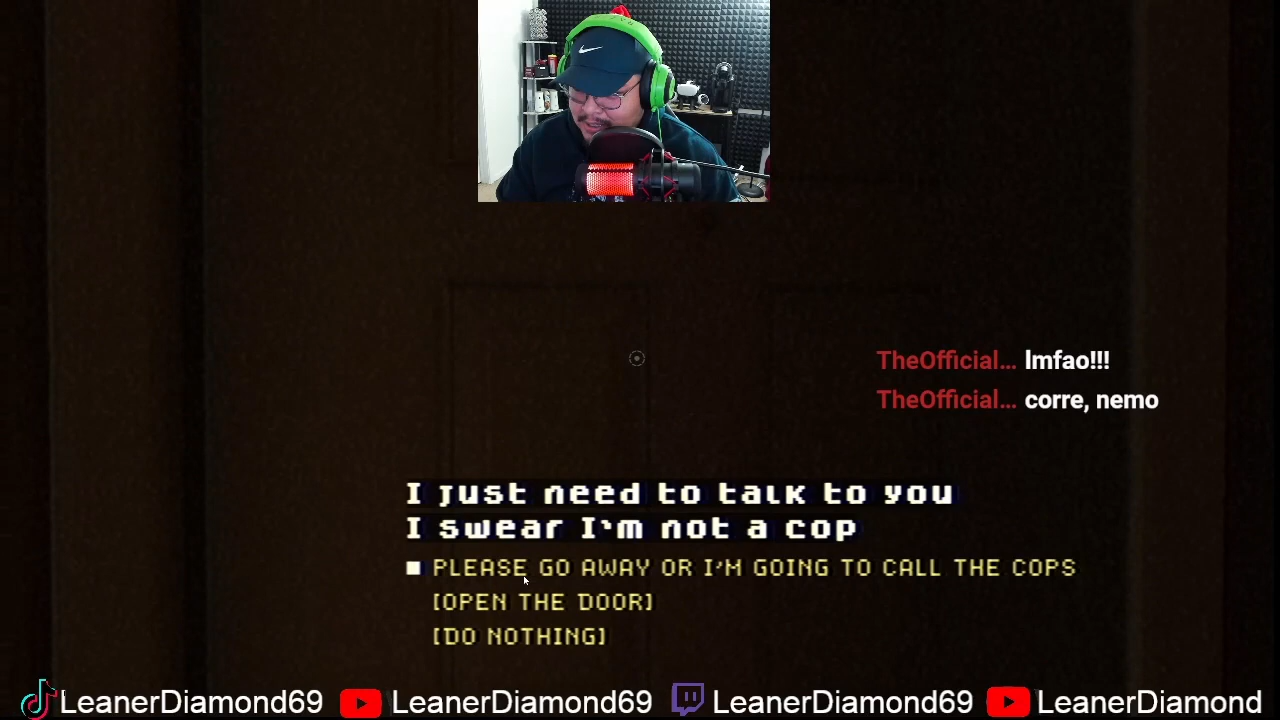 TheOfficial... lmfao!!!
TheOfficial... corre, nemo
I just need to talk to you
I swear I'm not a cop
PLEASE GO AWAY OR I'M GOING TO CALL THE COPS
[OPEN THE DOOR]
[DO NOTHING]
LeanerDiamond69 LeanerDiamond69 LeanerDiamond69 LeanerDiamond